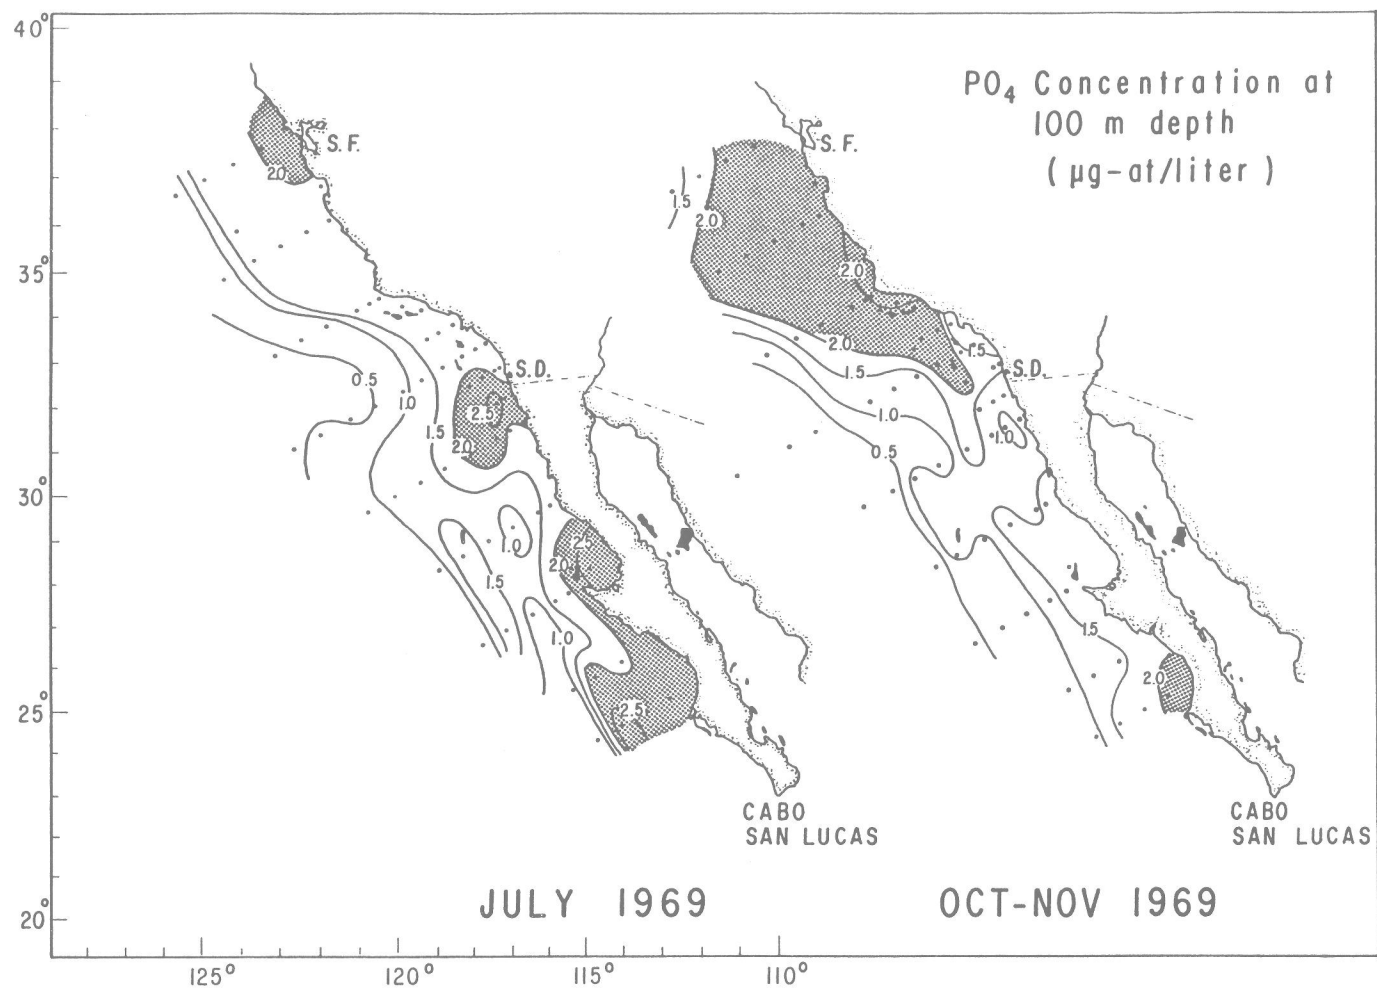 PO₄ Concentration at
100 m depth
( µg-at/liter )
40°
35°
30°
25°
20°
125°
120°
115°
110°
S.F.
2.0
0.5
1.0
1.5
S.D.
2.5
2.0
1.0
1.5
2.5
2.0
1.0
2.5
CABO
SAN LUCAS
JULY 1969
S.F.
1.5
2.0
2.0
2.0
1.5
1.5
S.D.
1.0
1.0
0.5
1.5
2.0
CABO
SAN LUCAS
OCT-NOV 1969